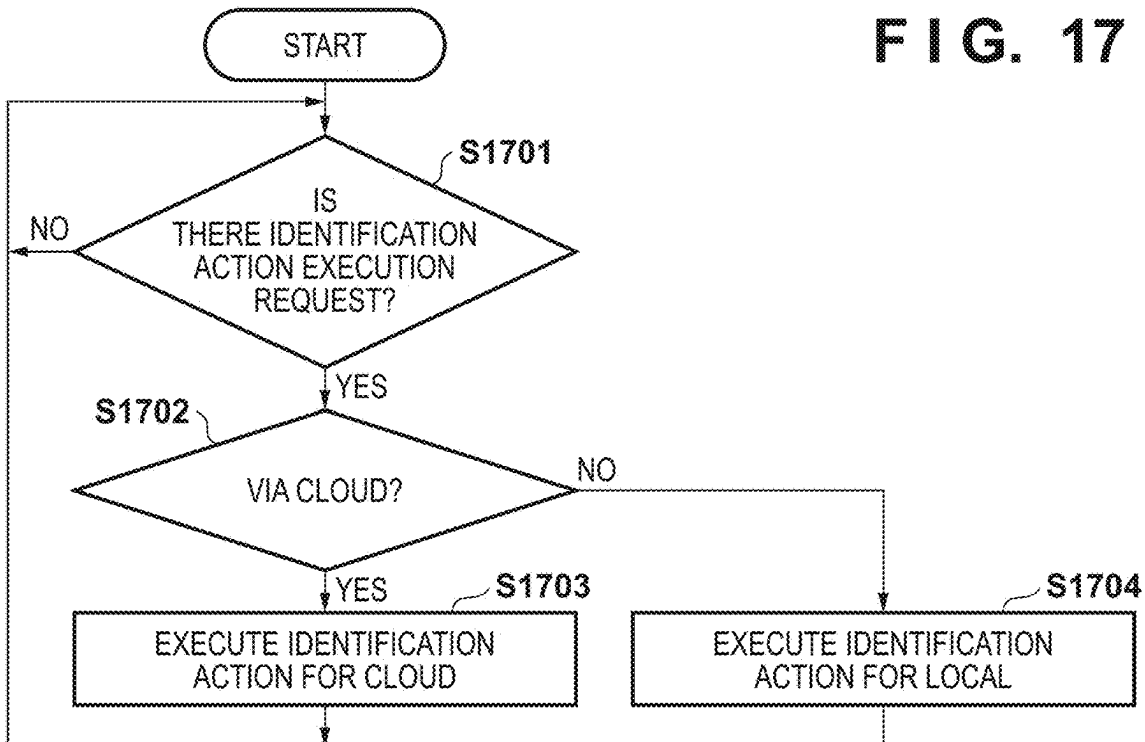 FIG. 17
START
S1701
IS
THERE IDENTIFICATION
ACTION EXECUTION
REQUEST?
NO
YES
S1702
VIA CLOUD?
NO
YES
S1703
EXECUTE IDENTIFICATION
ACTION FOR CLOUD
S1704
EXECUTE IDENTIFICATION
ACTION FOR LOCAL